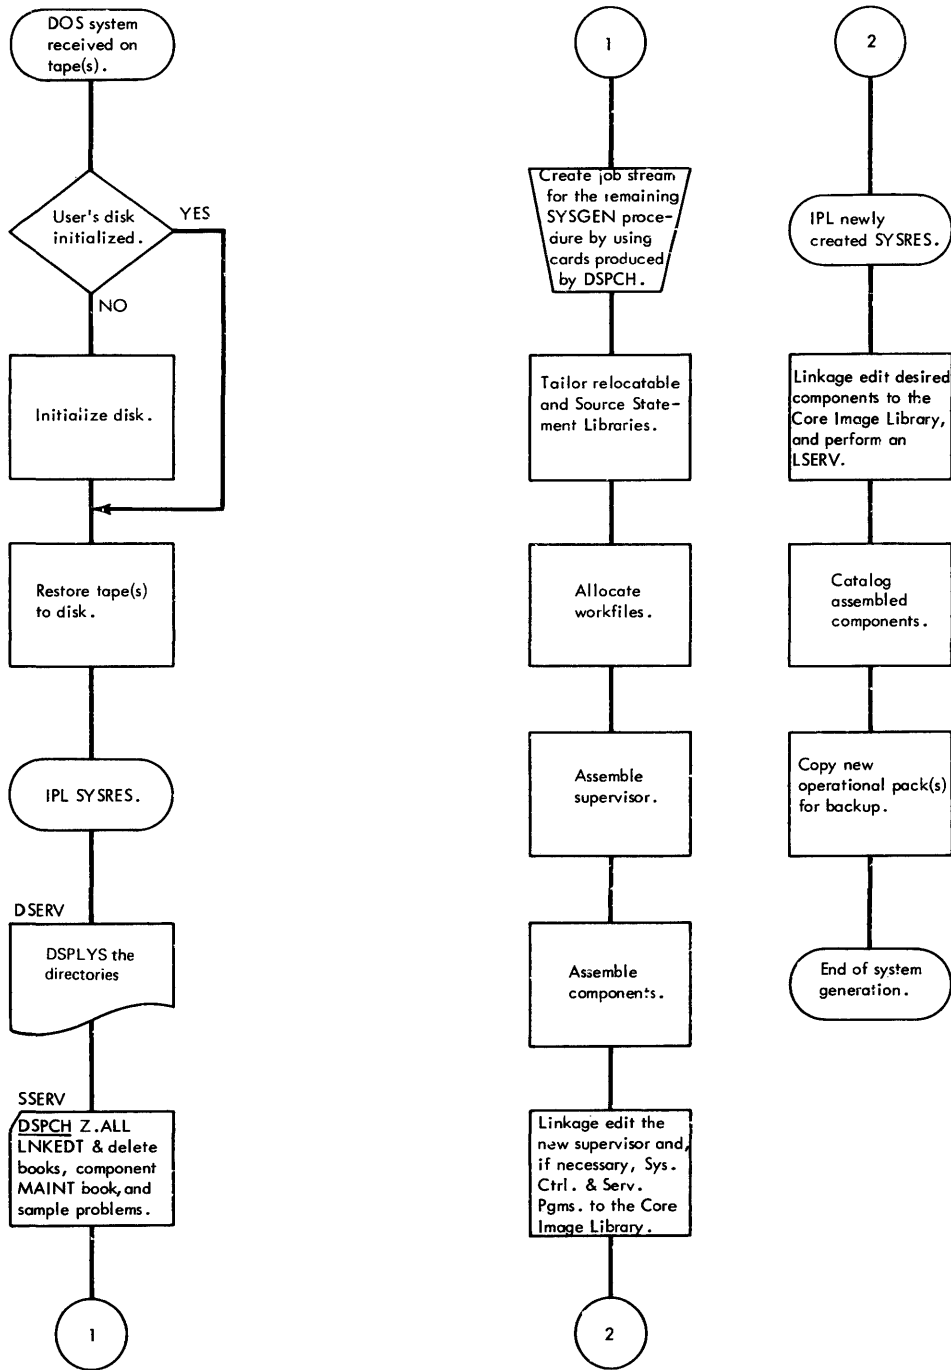 DOS system
received on
tape(s).
User's disk
initialized.
YES
NO
Initialize disk.
Restore tape(s)
to disk.
IPL SYSRES.
DSERV
DSPLYS the
directories
SSERV
DSPCH Z.ALL
LNKEDT & delete
books, component
MAINT book, and
sample problems.
1
1
Create job stream
for the remaining
SYSGEN proce-
dure by using
cards produced
by DSPCH.
Tailor relocatable
and Source State-
ment Libraries.
Allocate
workfiles.
Assemble
supervisor.
Assemble
components.
Linkage edit the
new supervisor and,
if necessary, Sys.
Ctrl. & Serv.
Pgms. to the Core
Image Library.
2
2
IPL newly
created SYSRES.
Linkage edit desired
components to the
Core Image Library,
and perform an
LSERV.
Catalog
assembled
components.
Copy new
operational pack(s)
for backup.
End of system
generation.